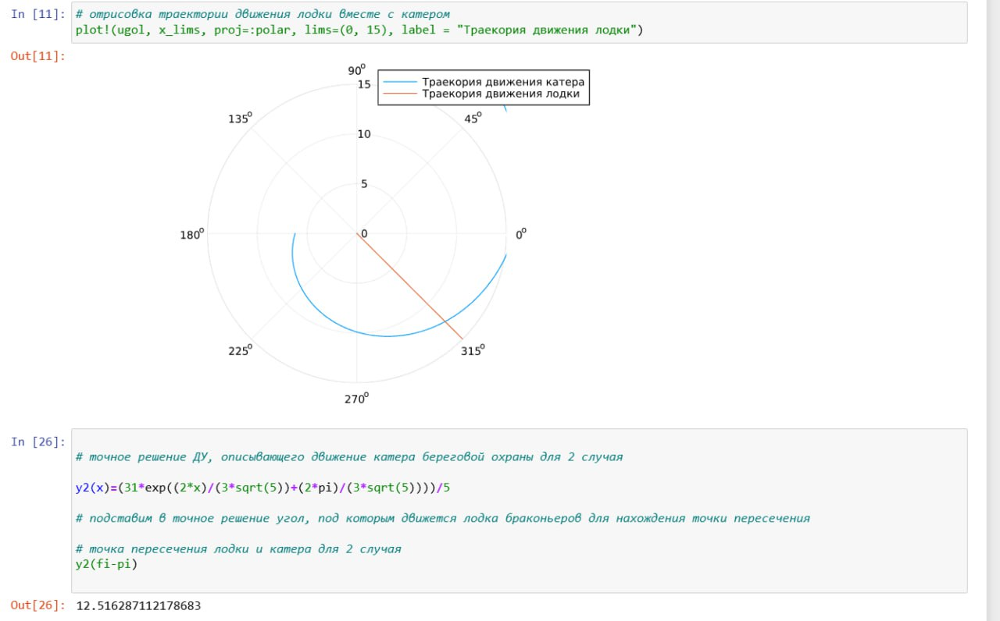 In [11]:
# отрисовка траектории движения лодки вместе с катером
plot!(ugol, x_lims, proj=:polar, lims=(0, 15), label = "Траекория движения лодки")
Out[11]:
90°
15
Траекория движения катера
Траекория движения лодки
135°
45°
10
5
180°
0
0°
225°
315°
270°
In [26]:
# точное решение ДУ, описывающего движение катера береговой охраны для 2 случая
y2(x)=(31*exp((2*x)/(3*sqrt(5))+(2*pi)/(3*sqrt(5))))/5
# подставим в точное решение угол, под которым движется лодка браконьеров для нахождения точки пересечения
# точка пересечения лодки и катера для 2 случая
y2(fi-pi)
Out[26]: 12.516287112178683